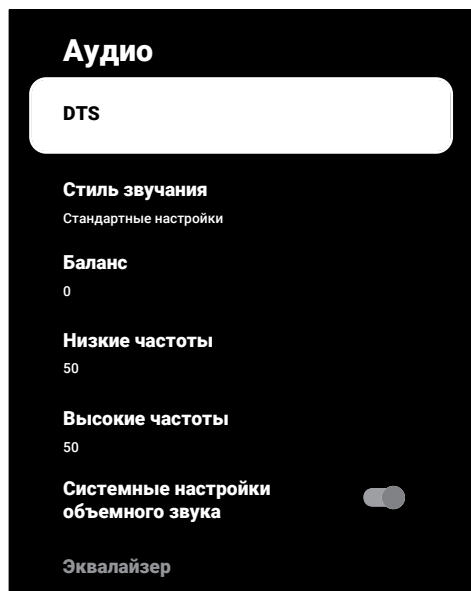 Аудио
DTS
Стиль звучания
Стандартные настройки
Баланс
0
Низкие частоты
50
Высокие частоты
50
Системные настройки
объемного звука
Эквалайзер